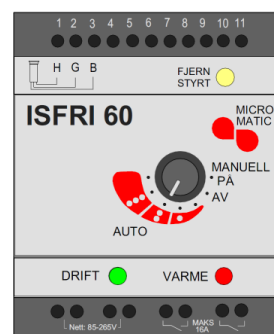 1 2 3 4 5 6 7 8 9 10 11
H G B
FJERN
STYRT
ISFRI 60
MICRO
MATIC
MANUELL
PÅ
AV
AUTO
DRIFT
VARME
Nett: 85-265V
MAKS
16A